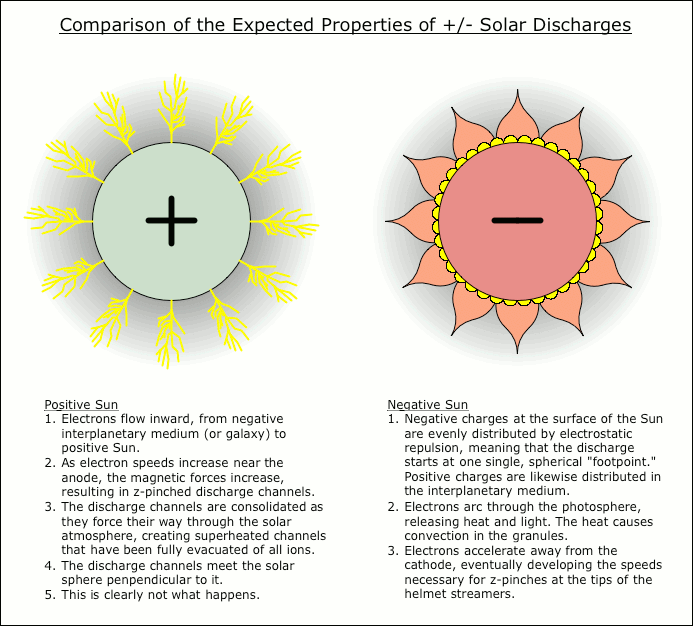 Comparison of the Expected Properties of +/- Solar Discharges
+
−
Positive Sun
1. Electrons flow inward, from negative
interplanetary medium (or galaxy) to
positive Sun.
2. As electron speeds increase near the
anode, the magnetic forces increase,
resulting in z-pinched discharge channels.
3. The discharge channels are consolidated as
they force their way through the solar
atmosphere, creating superheated channels
that have been fully evacuated of all ions.
4. The discharge channels meet the solar
sphere perpendicular to it.
5. This is clearly not what happens.
Negative Sun
1. Negative charges at the surface of the Sun
are evenly distributed by electrostatic
repulsion, meaning that the discharge
starts at one single, spherical "footpoint."
Positive charges are likewise distributed in
the interplanetary medium.
2. Electrons arc through the photosphere,
releasing heat and light. The heat causes
convection in the granules.
3. Electrons accelerate away from the
cathode, eventually developing the speeds
necessary for z-pinches at the tips of the
helmet streamers.